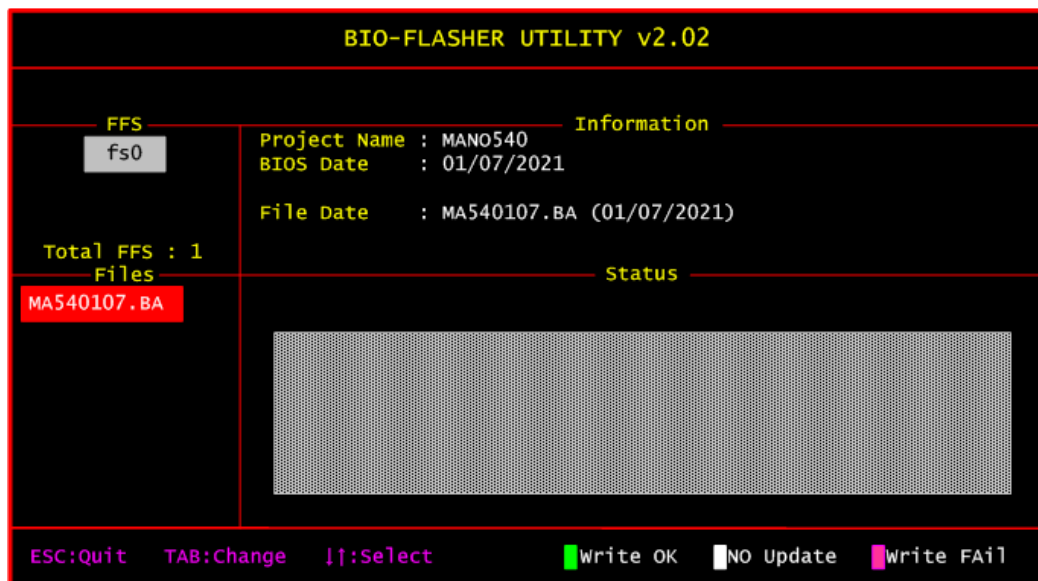 BIO-FLASHER UTILITY v2.02
FFS
fs0
Total FFS : 1
Information
Project Name : MANO540
BIOS Date : 01/07/2021
File Date : MA540107.BA (01/07/2021)
Files
MA540107.BA
Status
ESC:Quit TAB:Change ↓↑:Select Write OK NO Update Write FAil